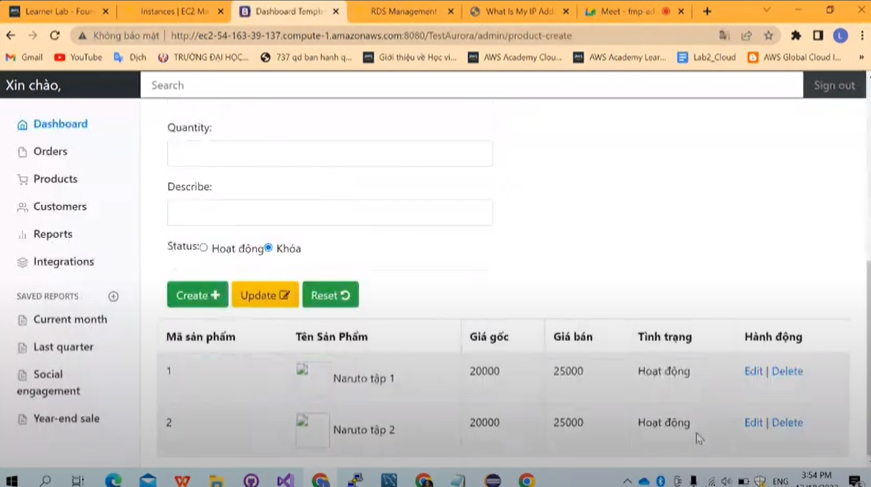 Learner Lab - Foun
Instances | EC2 Ma
Dashboard Templa
RDS Management
What Is My IP Add
Meet - fmp-ed
Không bảo mật | http://ec2-54-163-39-137.compute-1.amazonaws.com:8080/TestAurora/admin/product-create
Gmail
YouTube
Dịch
TRƯỜNG ĐẠI HỌC...
737 qd ban hanh q...
Giới thiệu về Học vi...
AWS Academy Clou...
AWS Academy Lear...
Lab2_Cloud
AWS Global Cloud I...
»
Xin chào,
Search
Sign out
Dashboard
Orders
Products
Customers
Reports
Integrations
SAVED REPORTS
Current month
Last quarter
Social
engagement
Year-end sale
Quantity:
Describe:
Status: Hoạt động Khóa
Create
Update
Reset
Mã sản phẩm Tên Sản Phẩm Giá gốc Giá bán Tình trạng Hành động
1 Naruto tập 1 20000 25000 Hoạt động Edit | Delete
2 Naruto tập 2 20000 25000 Hoạt động Edit | Delete
ENG
3:54 PM